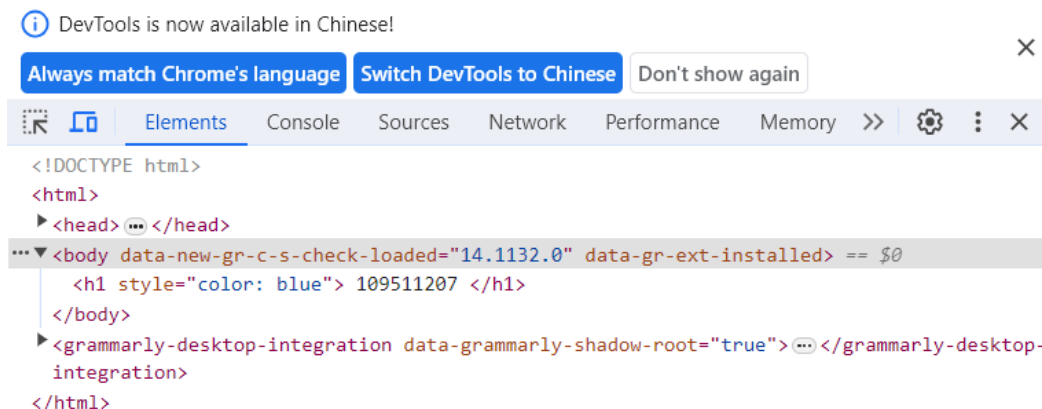 DevTools is now available in Chinese!
Always match Chrome's language Switch DevTools to Chinese Don't show again
Elements Console Sources Network Performance Memory
<!DOCTYPE html>
<html>
<head> ... </head>
... <body data-new-gr-c-s-check-loaded="14.1132.0" data-gr-ext-installed> == $0
<h1 style="color: blue"> 109511207 </h1>
</body>
<grammarly-desktop-integration data-grammarly-shadow-root="true"> ... </grammarly-desktop-
integration>
</html>